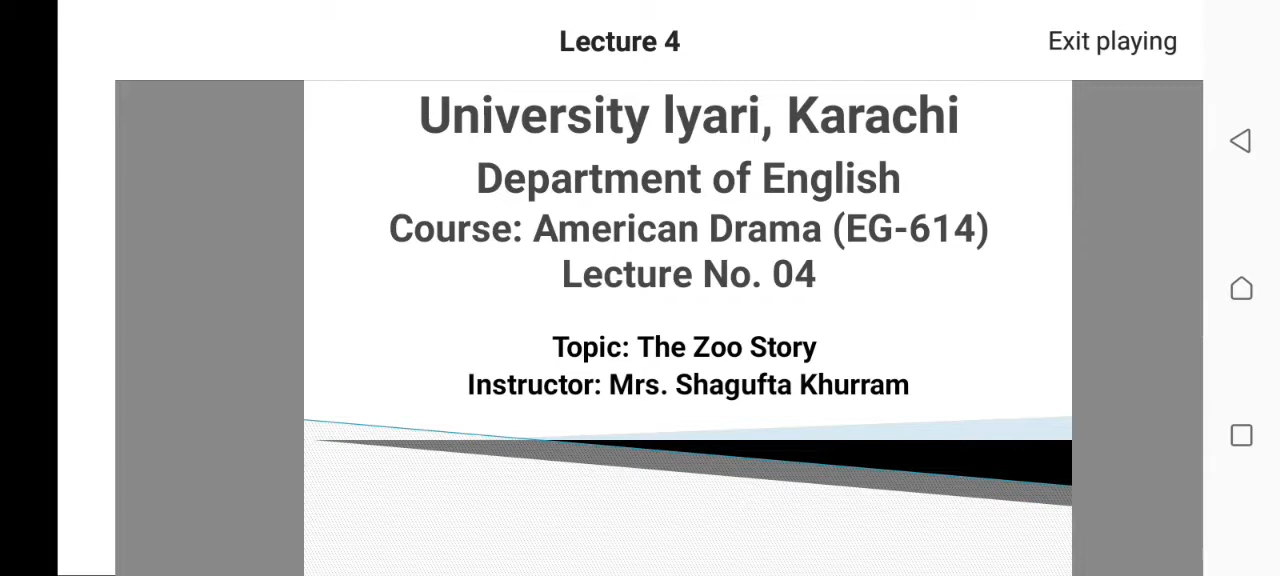 Lecture 4
Exit playing
University lyari, Karachi
Department of English
Course: American Drama (EG-614)
Lecture No. 04
Topic: The Zoo Story
Instructor: Mrs. Shagufta Khurram